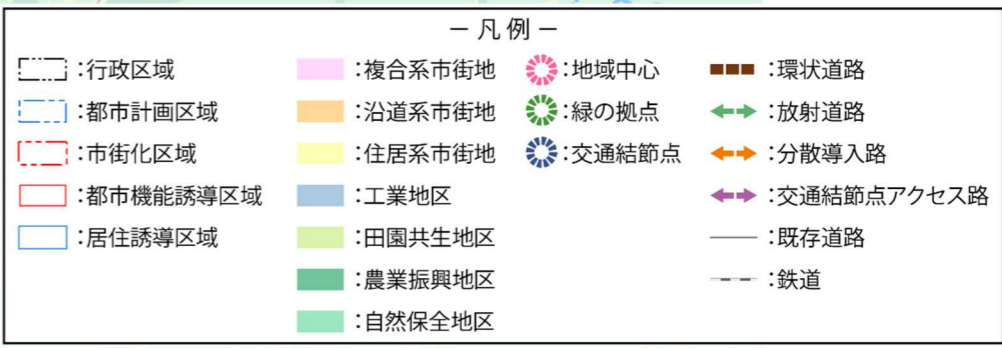 － 凡 例 －
：行政区域
：都市計画区域
：市街化区域
：都市機能誘導区域
：居住誘導区域
：複合系市街地
：沿道系市街地
：住居系市街地
：工業地区
：田園共生地区
：農業振興地区
：自然保全地区
：地域中心
：緑の拠点
：交通結節点
：環状道路
：放射道路
：分散導入路
：交通結節点アクセス路
：既存道路
：鉄道